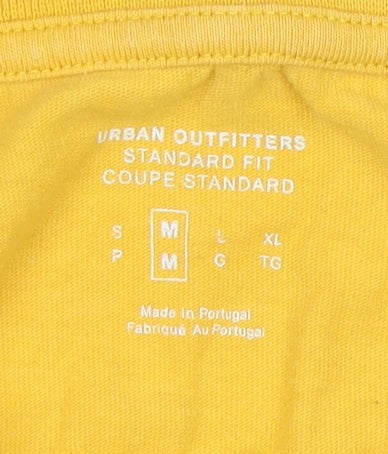 URBAN OUTFITTERS
STANDARD FIT
COUPE STANDARD
S M L XL
P M G TG
Made in Portugal
Fabriqué Au Portugal